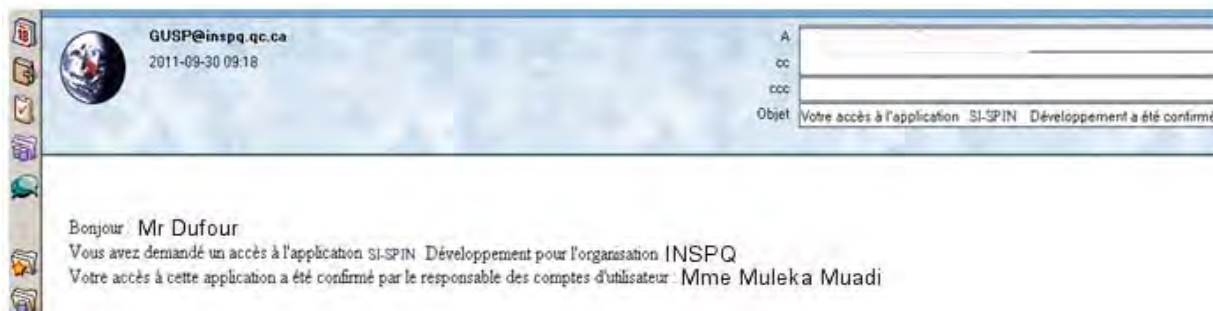 GUSP@inspq.qc.ca
2011-09-30 09:18
A
cc
ccc
Objet Votre accès à l'application SI-SPIN Développement a été confirmé
Bonjour : Mr Dufour
Vous avez demandé un accès à l'application SI-SPIN Développement pour l'organisation INSPQ
Votre accès à cette application a été confirmé par le responsable des comptes d'utilisateur : Mme Muleka Muadi